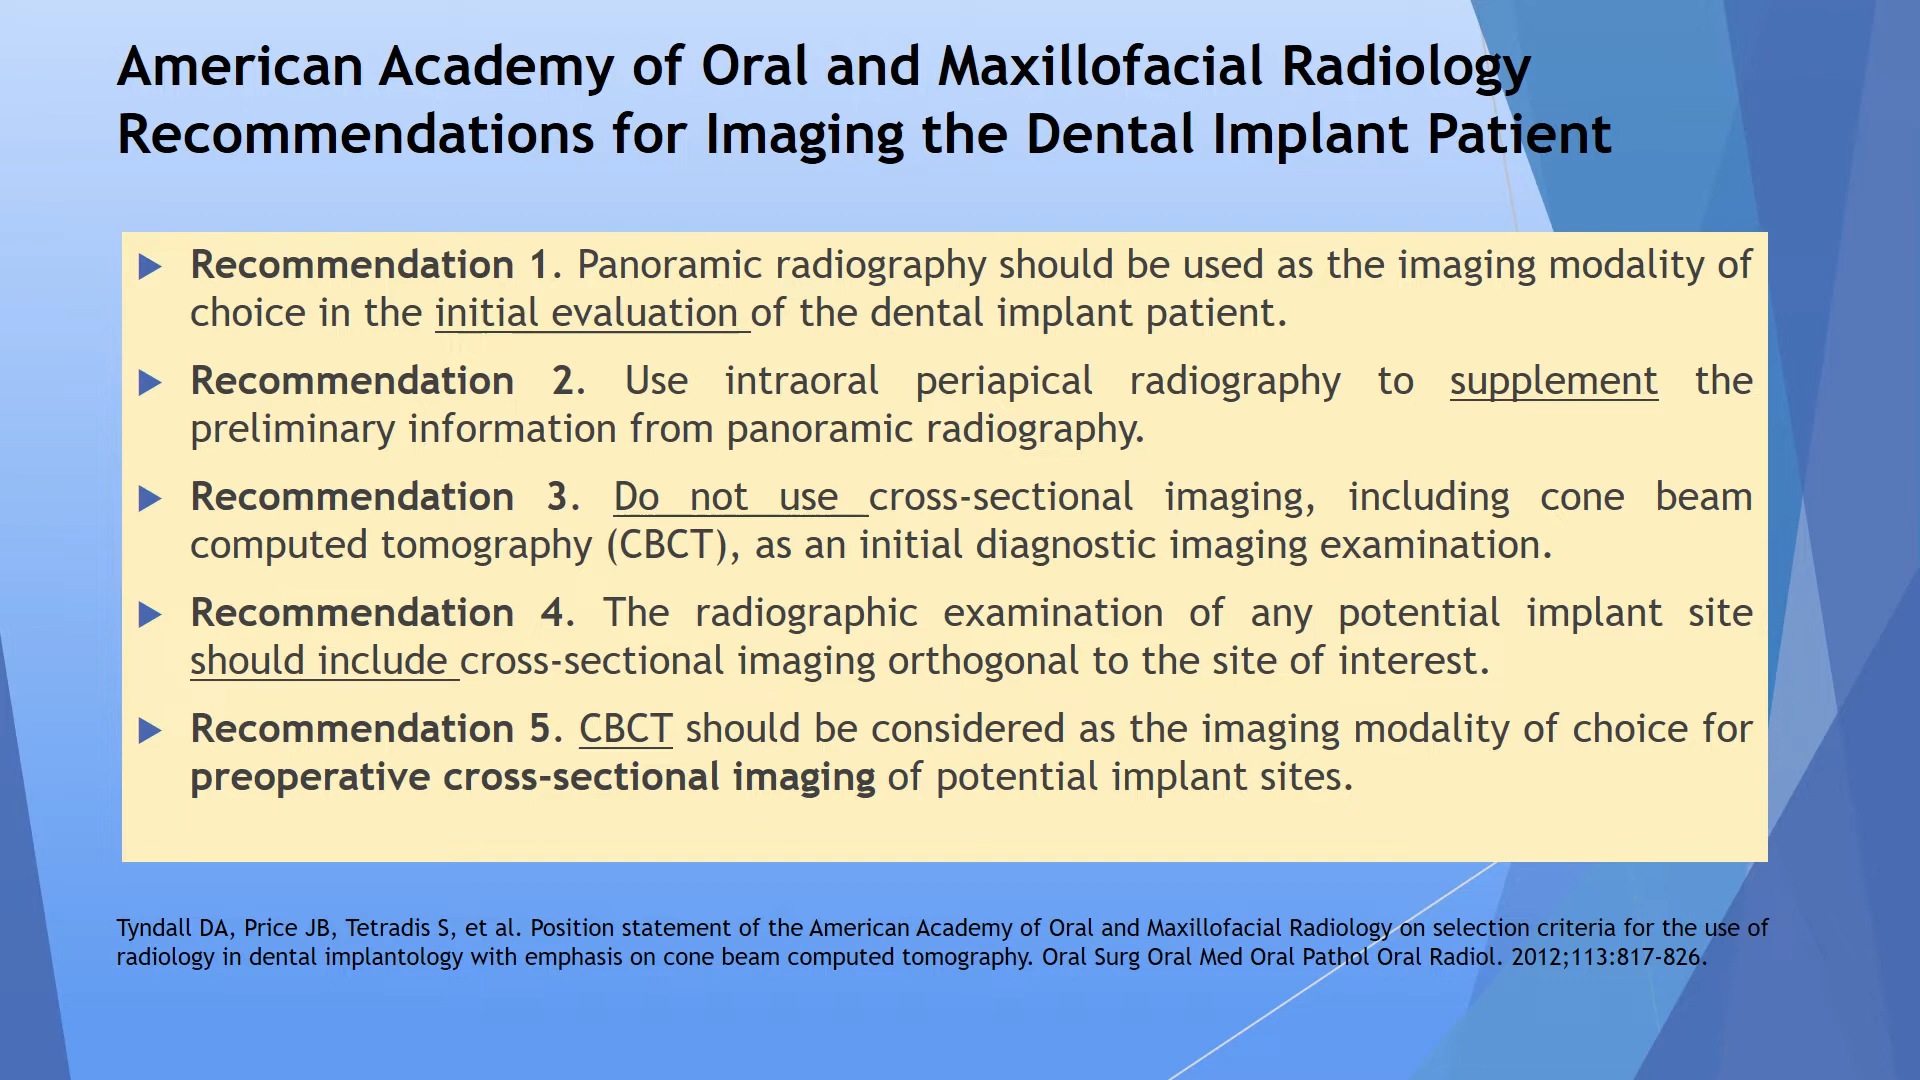 American Academy of Oral and Maxillofacial Radiology
Recommendations for Imaging the Dental Implant Patient
Recommendation 1. Panoramic radiography should be used as the imaging modality of
choice in the initial evaluation of the dental implant patient.
Recommendation 2. Use intraoral periapical radiography to supplement the
preliminary information from panoramic radiography.
Recommendation 3. Do not use cross-sectional imaging, including cone beam
computed tomography (CBCT), as an initial diagnostic imaging examination.
Recommendation 4. The radiographic examination of any potential implant site
should include cross-sectional imaging orthogonal to the site of interest.
Recommendation 5. CBCT should be considered as the imaging modality of choice for
preoperative cross-sectional imaging of potential implant sites.
Tyndall DA, Price JB, Tetradis S, et al. Position statement of the American Academy of Oral and Maxillofacial Radiology on selection criteria for the use of
radiology in dental implantology with emphasis on cone beam computed tomography. Oral Surg Oral Med Oral Pathol Oral Radiol. 2012;113:817-826.